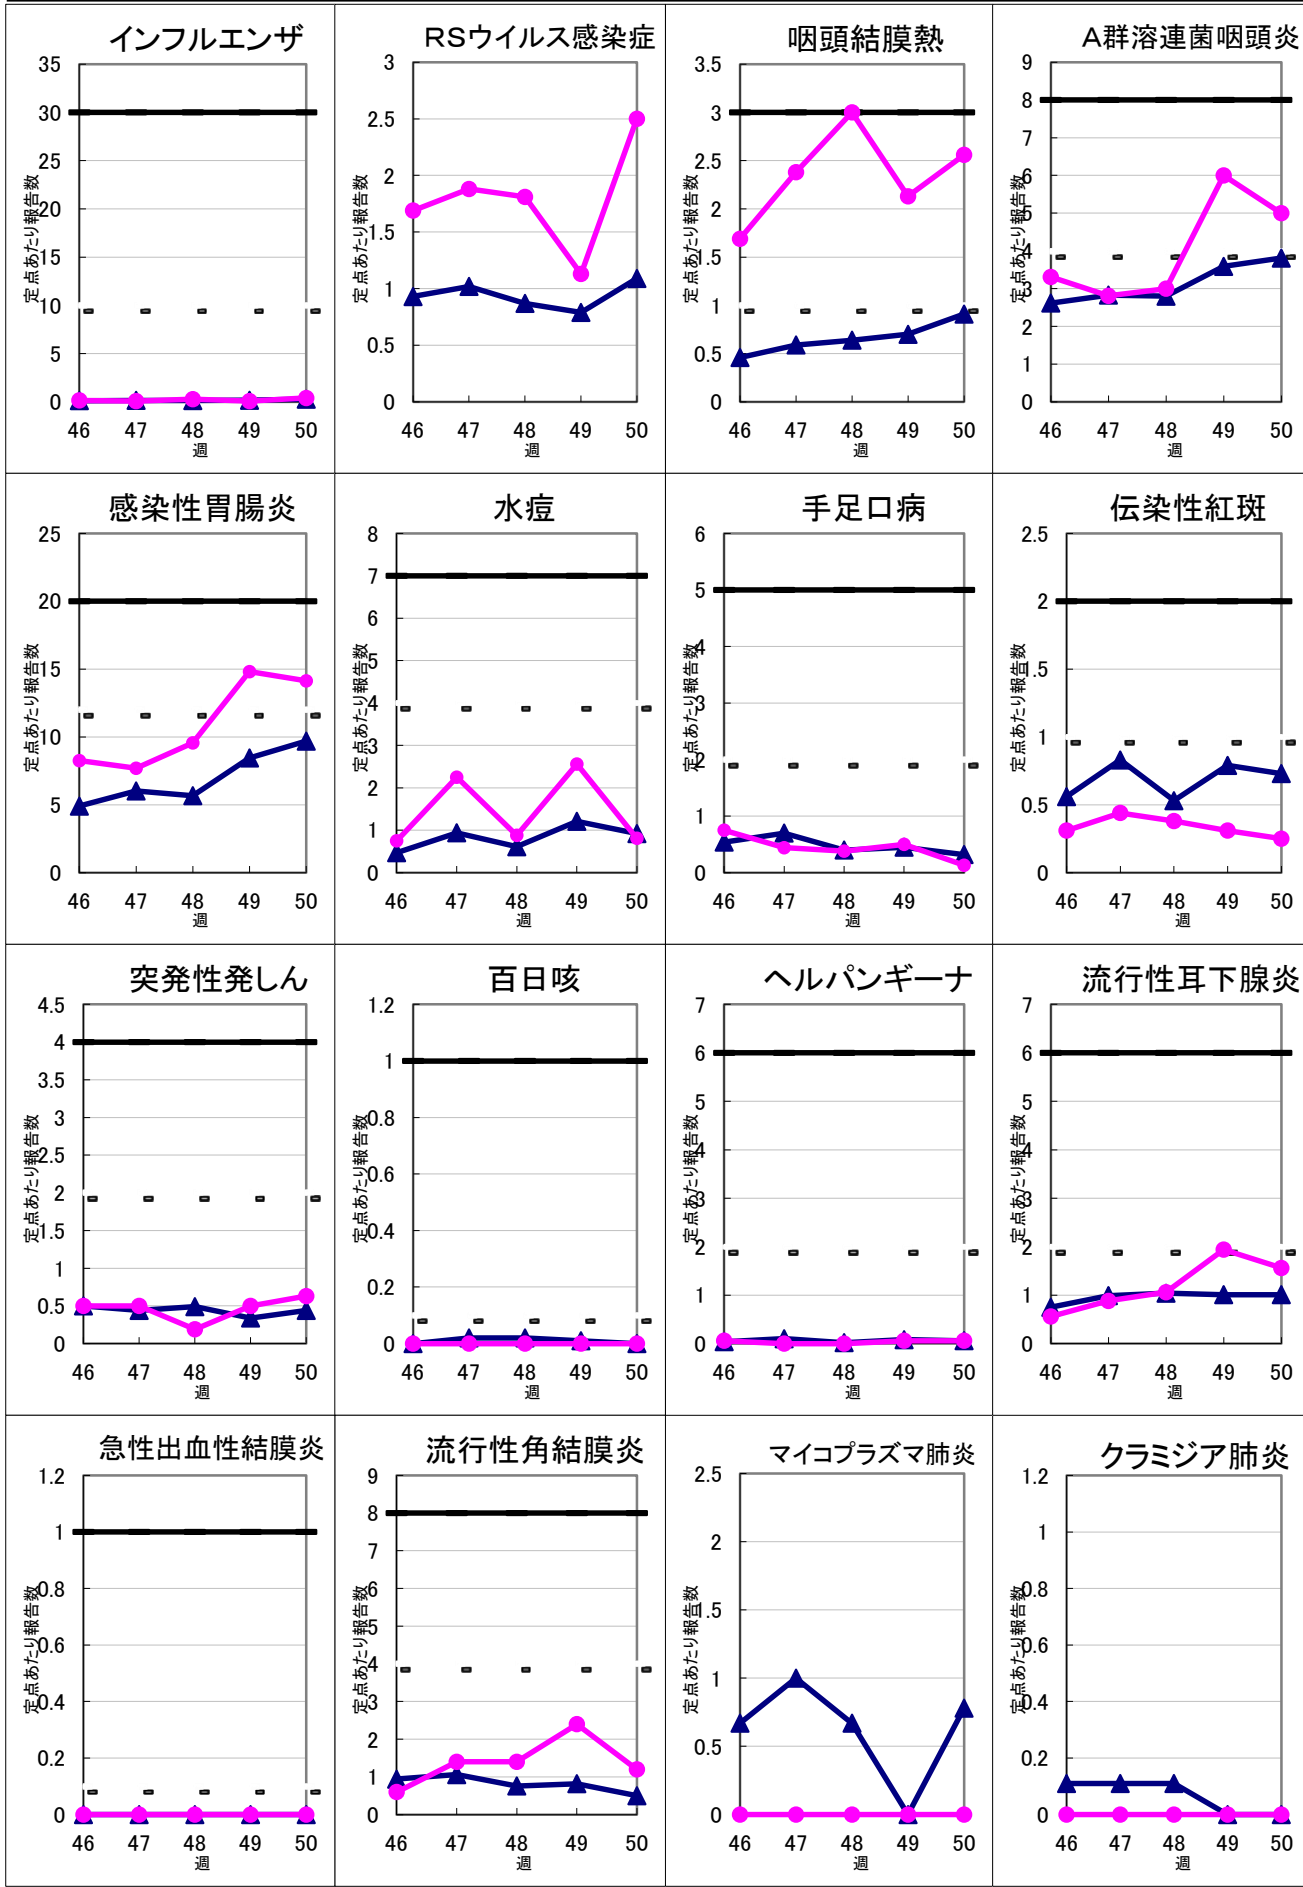 インフルエンザ
35
30
25
20
15
10
5
0
定点あたり報告数
46 47 48 49 50
週
RSウイルス感染症
3
2.5
2
1.5
1
0.5
0
定点あたり報告数
46 47 48 49 50
週
咽頭結膜熱
3.5
3
2.5
2
1.5
1
0.5
0
定点あたり報告数
46 47 48 49 50
週
A群溶連菌咽頭炎
9
8
7
6
5
4
3
2
1
0
定点あたり報告数
46 47 48 49 50
週
感染性胃腸炎
25
20
15
10
5
0
定点あたり報告数
46 47 48 49 50
週
水痘
8
7
6
5
4
3
2
1
0
定点あたり報告数
46 47 48 49 50
週
手足口病
6
5
4
3
2
1
0
定点あたり報告数
46 47 48 49 50
週
伝染性紅斑
2.5
2
1.5
1
0.5
0
定点あたり報告数
46 47 48 49 50
週
突発性発しん
4.5
4
3.5
3
2.5
2
1.5
1
0.5
0
定点あたり報告数
46 47 48 49 50
週
百日咳
1.2
1
0.8
0.6
0.4
0.2
0
定点あたり報告数
46 47 48 49 50
週
ヘルパンギーナ
7
6
5
4
3
2
1
0
定点あたり報告数
46 47 48 49 50
週
流行性耳下腺炎
7
6
5
4
3
2
1
0
定点あたり報告数
46 47 48 49 50
週
急性出血性結膜炎
1.2
1
0.8
0.6
0.4
0.2
0
定点あたり報告数
46 47 48 49 50
週
流行性角結膜炎
9
8
7
6
5
4
3
2
1
0
定点あたり報告数
46 47 48 49 50
週
マイコプラズマ肺炎
2.5
2
1.5
1
0.5
0
定点あたり報告数
46 47 48 49 50
週
クラミジア肺炎
1.2
1
0.8
0.6
0.4
0.2
0
定点あたり報告数
46 47 48 49 50
週